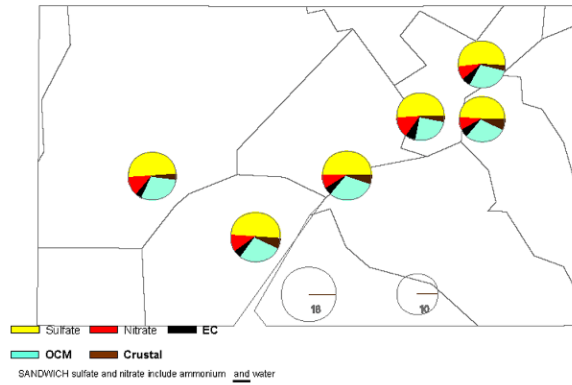 18 10
Sulfate Nitrate EC
OCM Crustal
SANDWICH sulfate and nitrate include ammonium and water